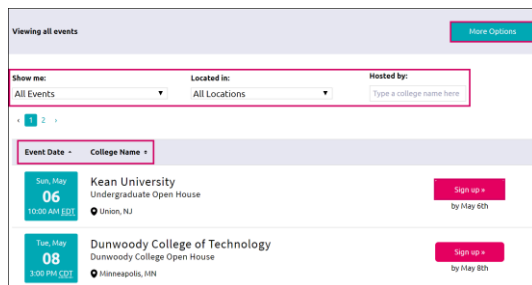 Viewing all events
More Options
Show me:
Located in:
Hosted by:
All Events
All Locations
Type a college name here
‹ 1 2 ›
Event Date
College Name
Sun, May
06
10:00 AM EDT
Kean University
Undergraduate Open House
Union, NJ
Sign up »
by May 6th
Tue, May
08
3:00 PM CDT
Dunwoody College of Technology
Dunwoody College Open House
Minneapolis, MN
Sign up »
by May 8th